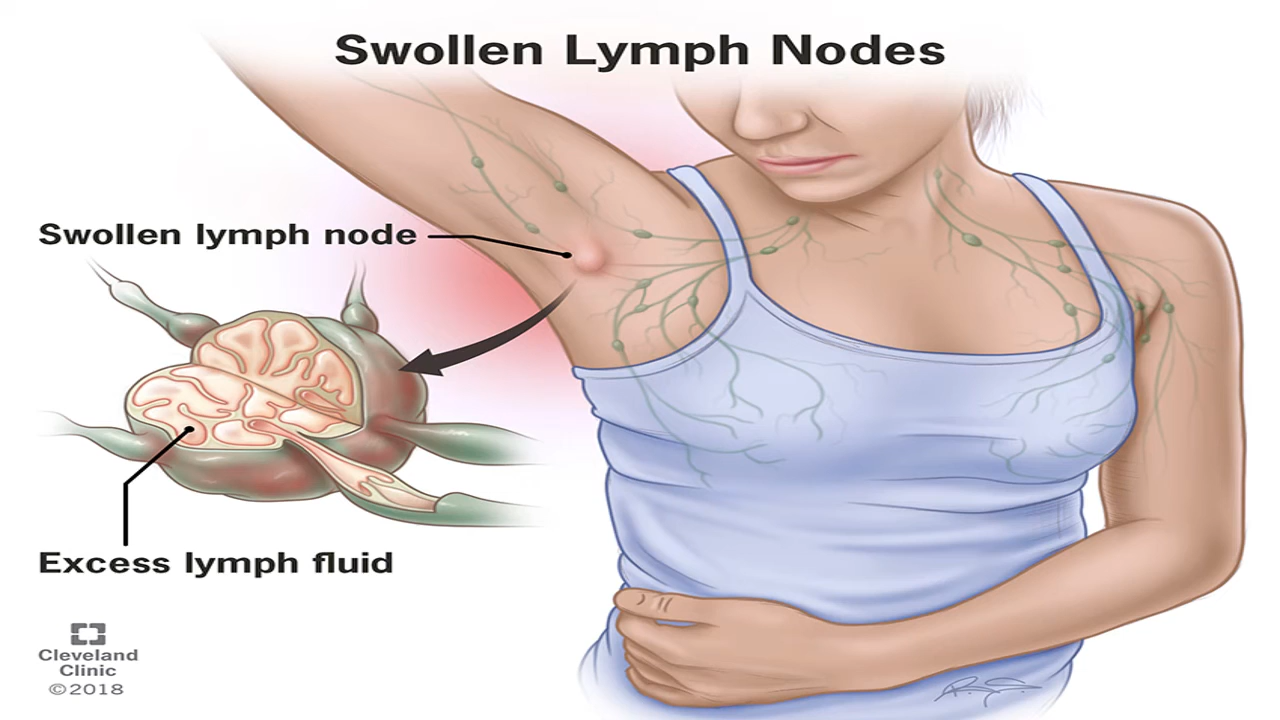 Swollen Lymph Nodes
Swollen lymph node
Excess lymph fluid
Cleveland
Clinic
©2018